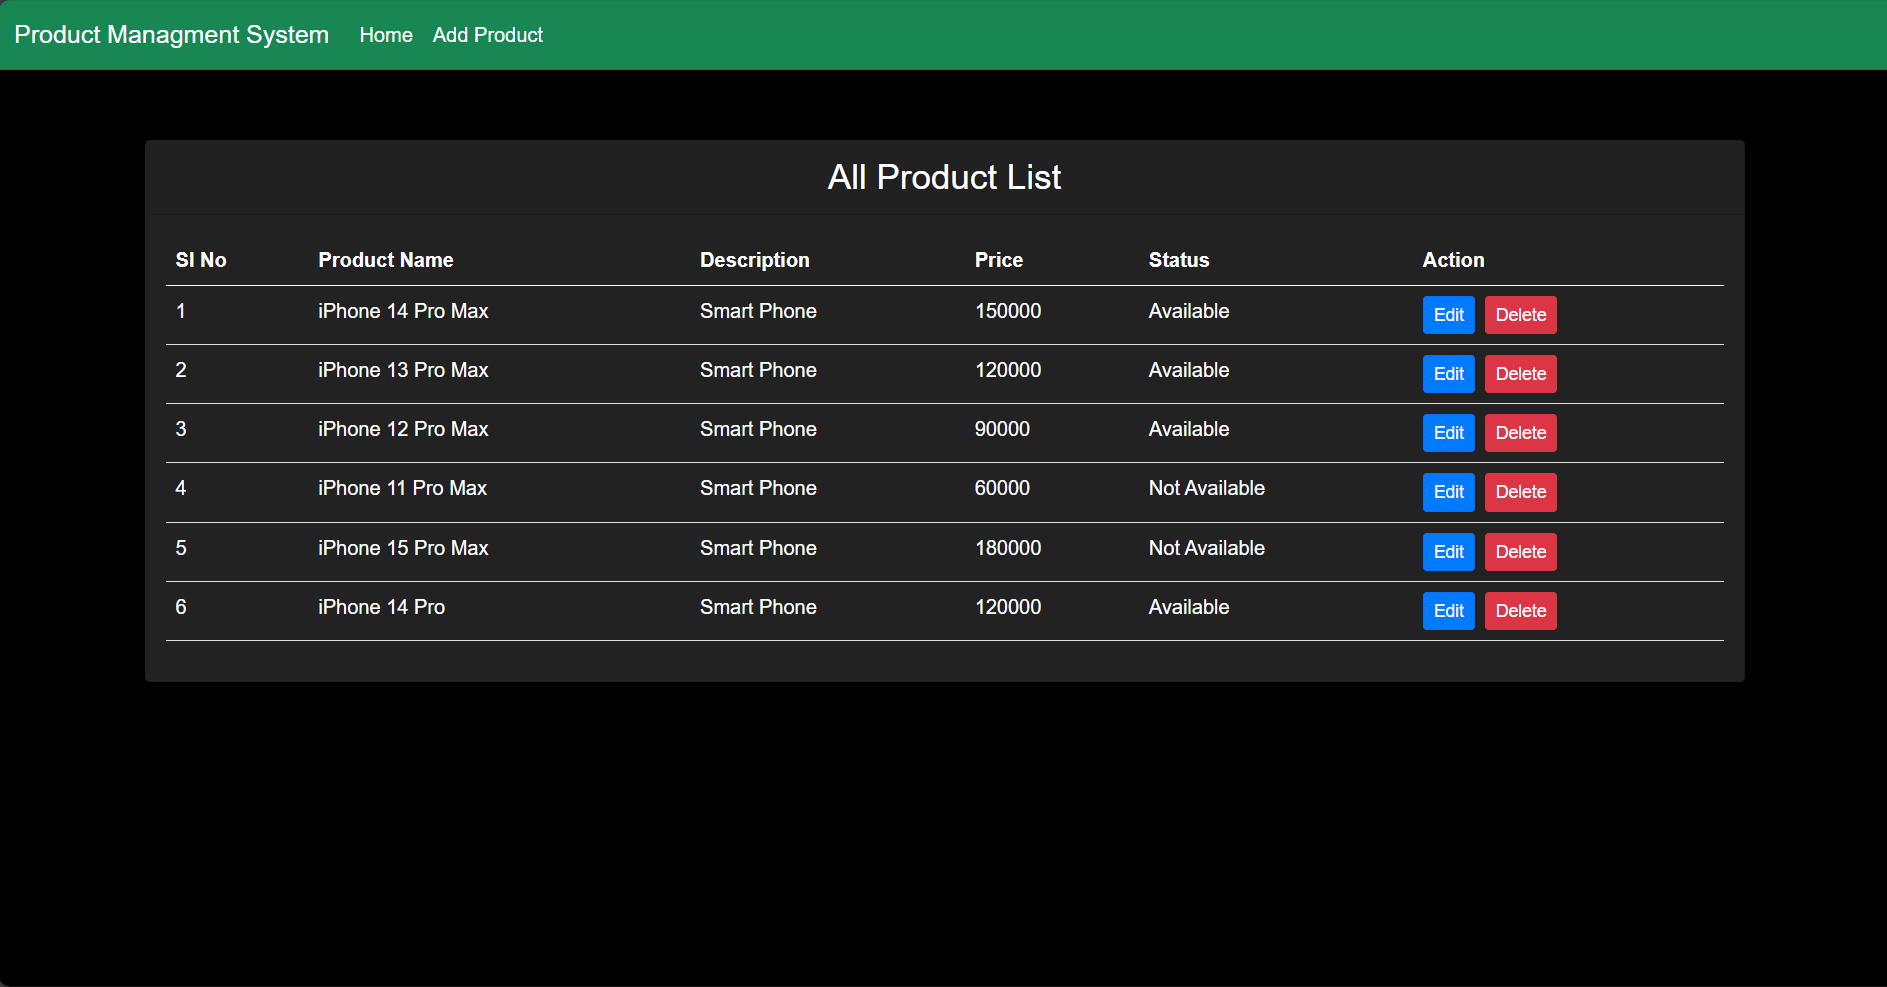 Product Managment System Home Add Product
All Product List
Sl No Product Name Description Price Status Action
1 iPhone 14 Pro Max Smart Phone 150000 Available Edit Delete
2 iPhone 13 Pro Max Smart Phone 120000 Available Edit Delete
3 iPhone 12 Pro Max Smart Phone 90000 Available Edit Delete
4 iPhone 11 Pro Max Smart Phone 60000 Not Available Edit Delete
5 iPhone 15 Pro Max Smart Phone 180000 Not Available Edit Delete
6 iPhone 14 Pro Smart Phone 120000 Available Edit Delete